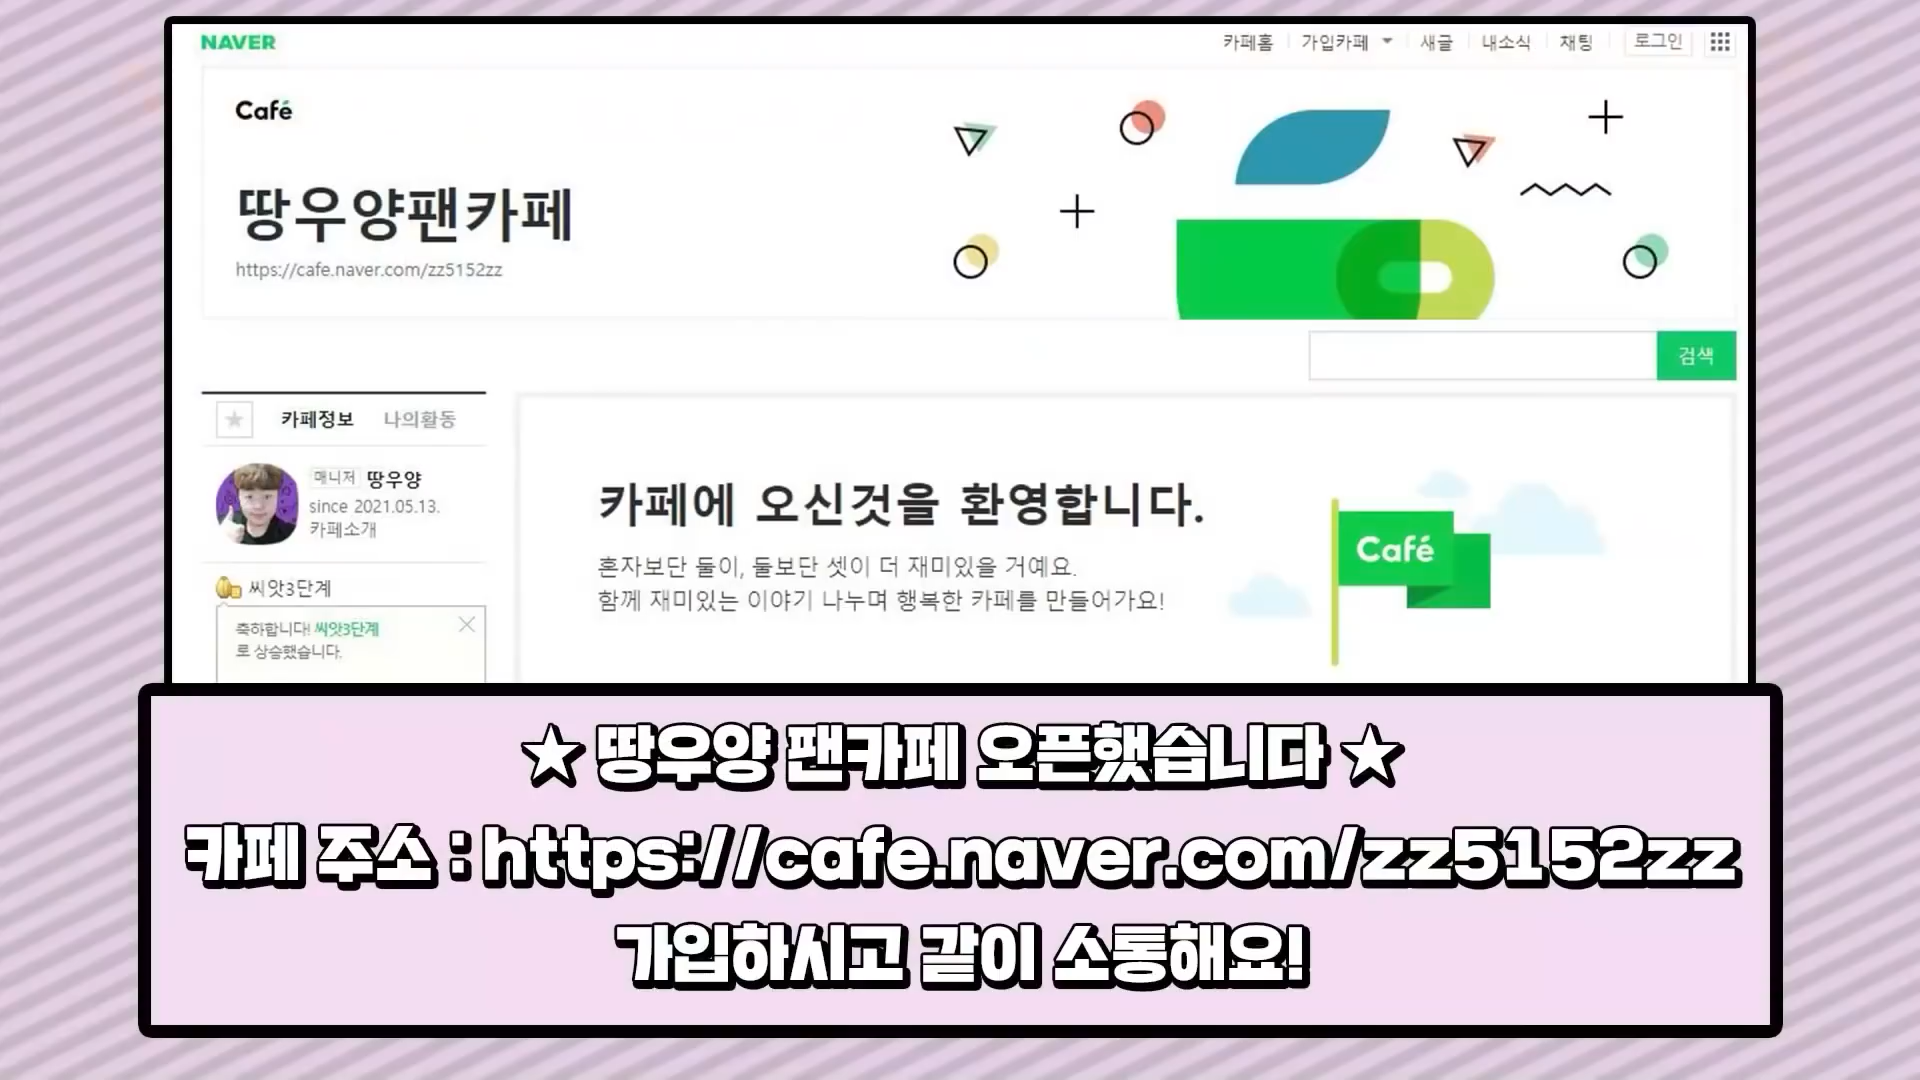 NAVER
카페홈 가입카페 새글 내소식 채팅 로그인
Café
땅우양팬카페
https://cafe.naver.com/zz5152zz
검색
카페정보 나의활동
매니저 땅우양
since 2021.05.13.
카페소개
씨앗3단계
축하합니다! 씨앗3단계
로 상승했습니다.
카페에 오신것을 환영합니다.
혼자보단 둘이, 둘보단 셋이 더 재미있을 거예요.
함께 재미있는 이야기 나누며 행복한 카페를 만들어가요!
Café
★ 땅우양 팬카페 오픈했습니다 ★
카페 주소 : https://cafe.naver.com/zz5152zz
가입하시고 같이 소통해요!